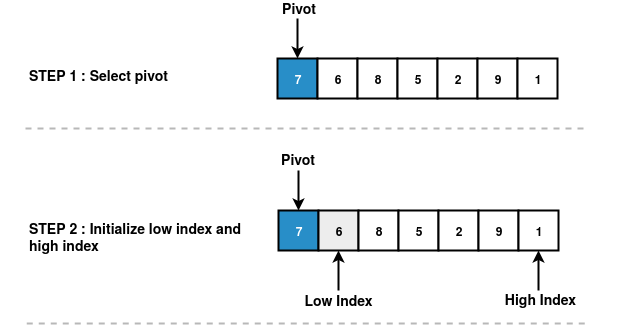 Pivot
STEP 1 : Select pivot
7 6 8 5 2 9 1
Pivot
STEP 2 : Initialize low index and
high index
7 6 8 5 2 9 1
Low Index High Index